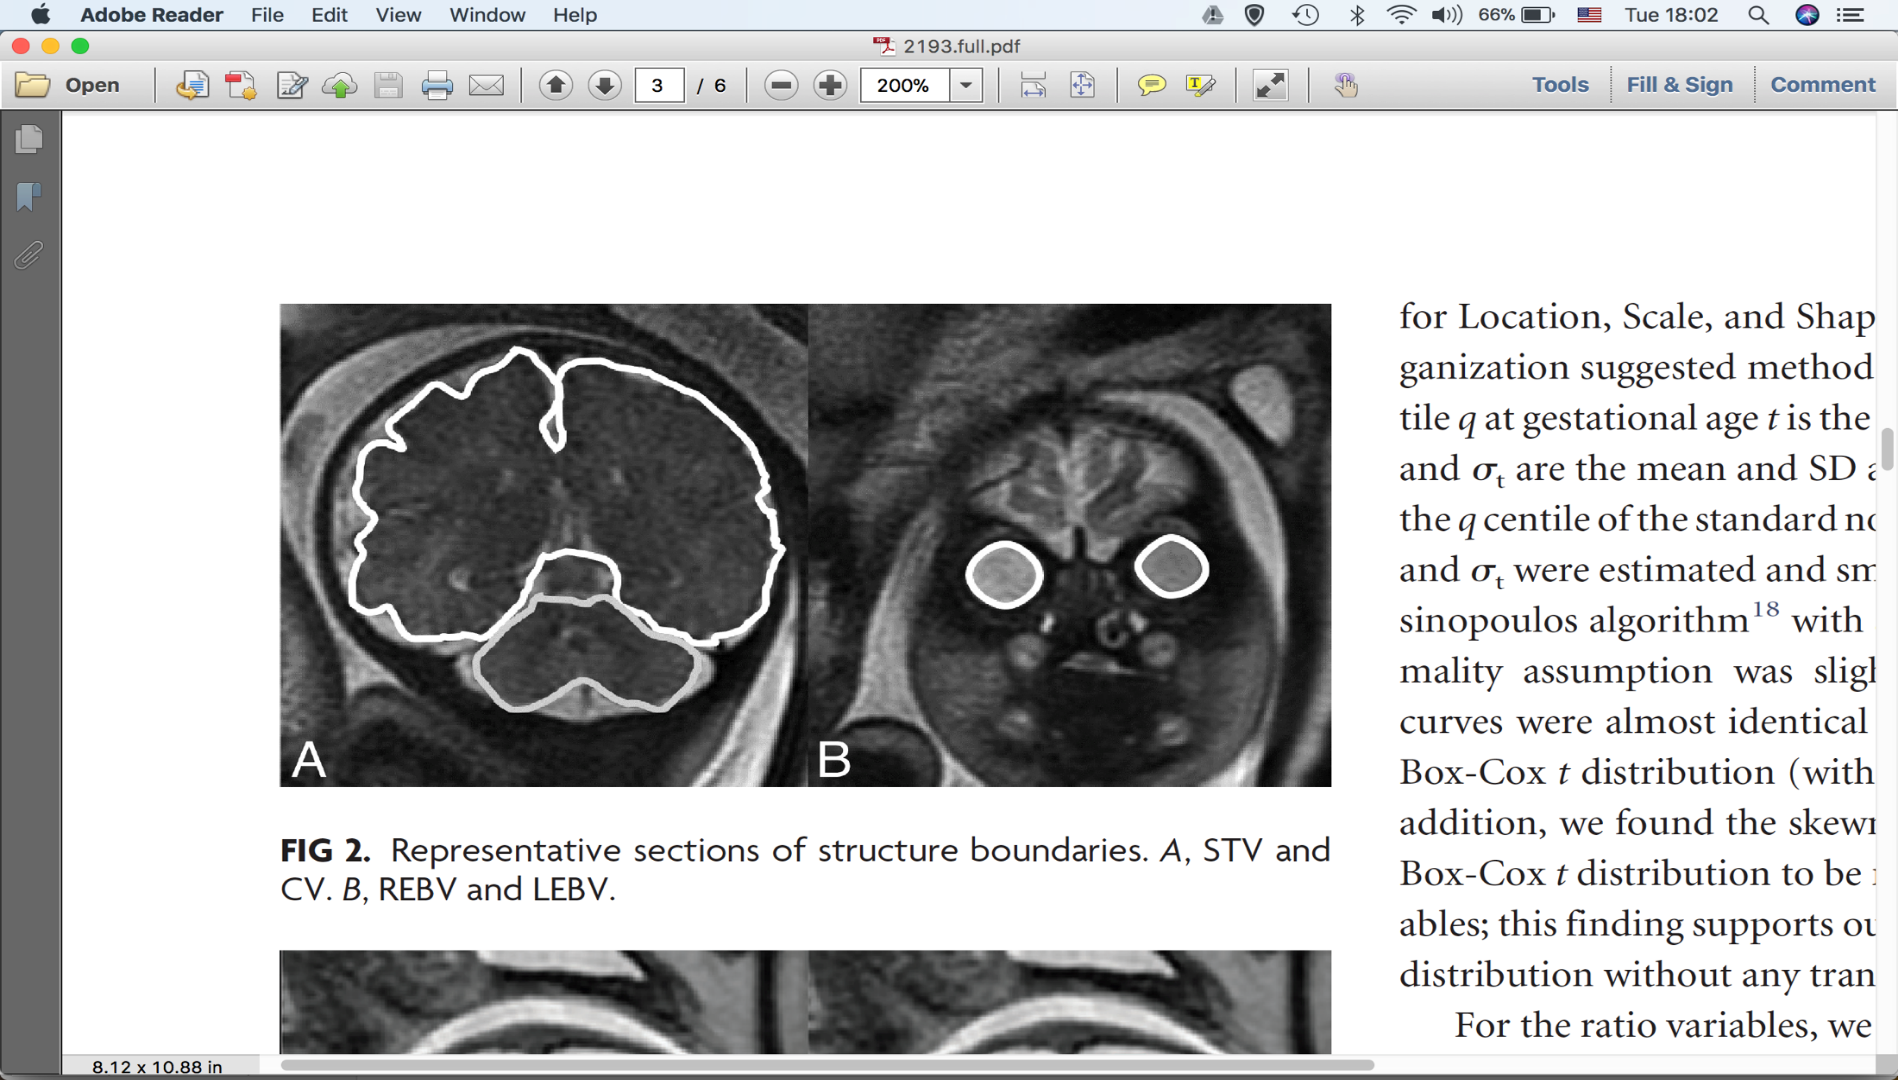 Adobe Reader File Edit View Window Help 66% Tue 18:02
2193.full.pdf
Open 3 / 6 200% Tools Fill & Sign Comment
A B
FIG 2. Representative sections of structure boundaries. A, STV and
CV. B, REBV and LEBV.
for Location, Scale, and Shap
ganization suggested method
tile q at gestational age t is the
and σt are the mean and SD a
the q centile of the standard no
and σt were estimated and sm
sinopoulos algorithm18 with
mality assumption was sligh
curves were almost identical
Box-Cox t distribution (with
addition, we found the skewn
Box-Cox t distribution to be
ables; this finding supports ou
distribution without any tran
For the ratio variables, we
8.12 x 10.88 in